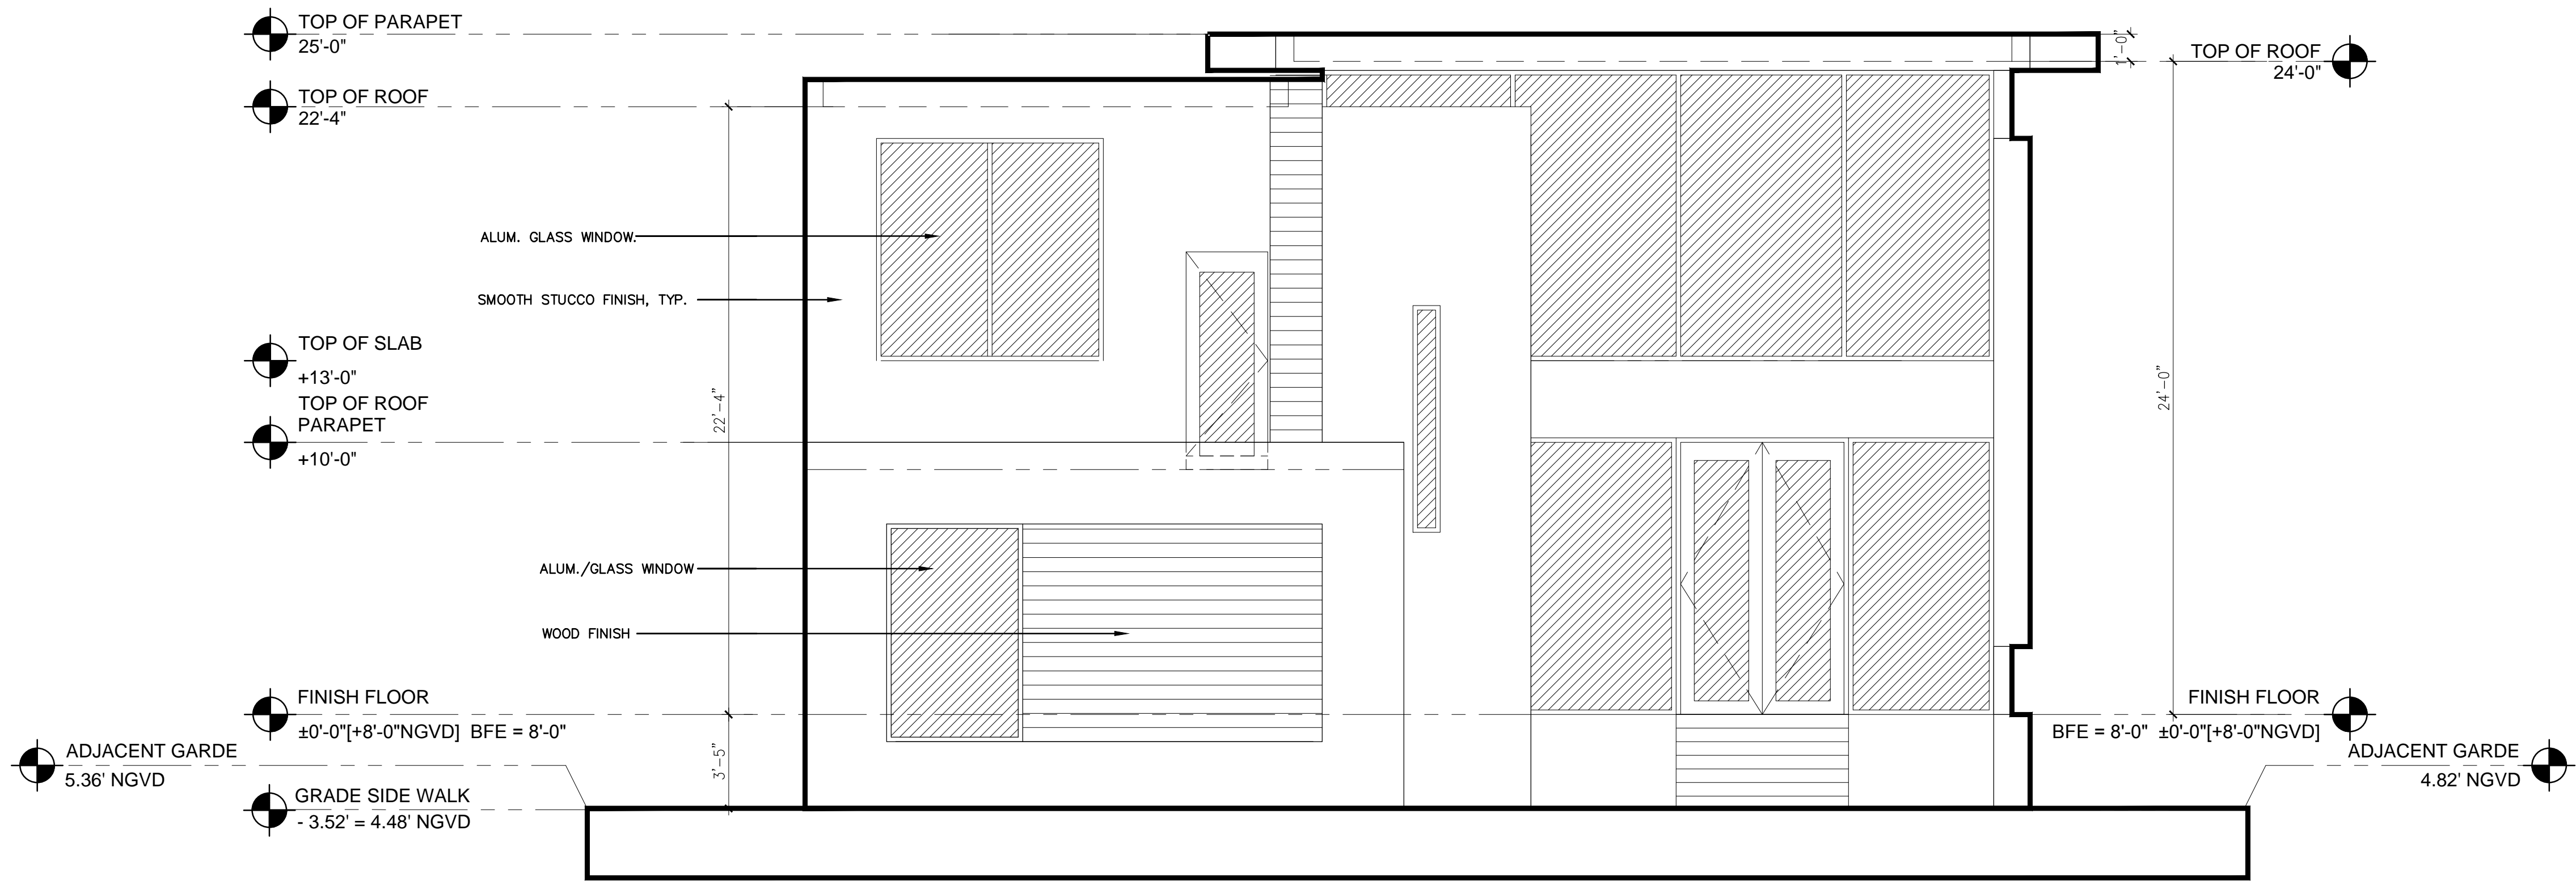 TOP OF PARAPET
25'-0"
TOP OF ROOF
22'-4"
TOP OF ROOF
24'-0"
1'-0"
ALUM. GLASS WINDOW.
SMOOTH STUCCO FINISH, TYP.
TOP OF SLAB
+13'-0"
TOP OF ROOF
PARAPET
+10'-0"
22'-4"
24'-0"
ALUM./GLASS WINDOW
WOOD FINISH
FINISH FLOOR
±0'-0"[+8'-0"NGVD] BFE = 8'-0"
3'-5"
ADJACENT GARDE
5.36' NGVD
GRADE SIDE WALK
- 3.52' = 4.48' NGVD
FINISH FLOOR
BFE = 8'-0" ±0'-0"[+8'-0"NGVD]
ADJACENT GARDE
4.82' NGVD